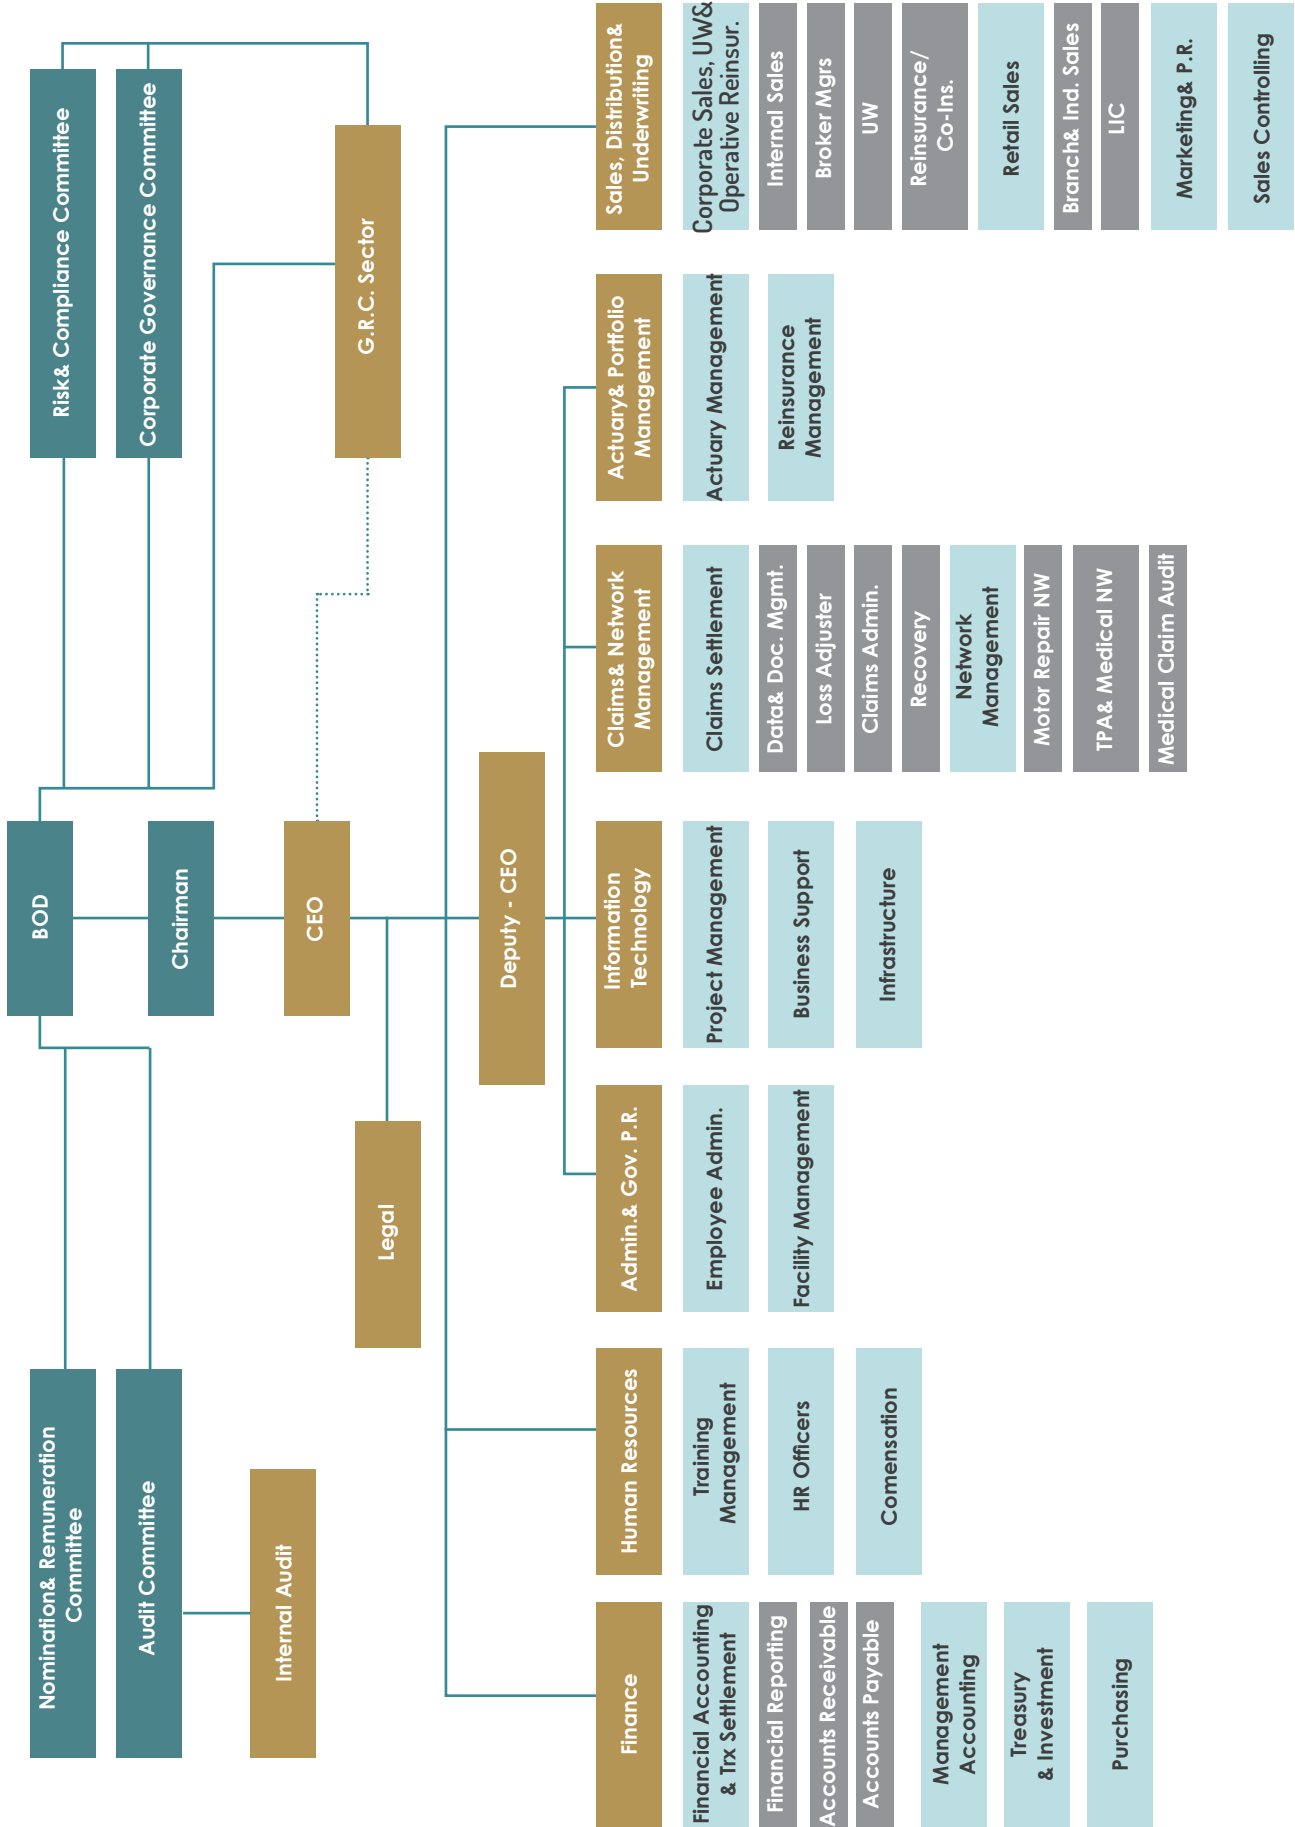 BOD
Nomination& Remuneration
Committee
Audit Committee
Risk& Compliance Committee
Corporate Governance Committee
Chairman
Internal Audit
CEO
Legal
G.R.C. Sector
Deputy - CEO
Finance
Financial Accounting
& Trx Settlement
Financial Reporting
Accounts Receivable
Accounts Payable
Management
Accounting
Treasury
& Investment
Purchasing
Human Resources
Training
Management
HR Officers
Comensation
Admin.& Gov. P.R.
Employee Admin.
Facility Management
Information
Technology
Project Management
Business Support
Infrastructure
Claims& Network
Management
Claims Settlement
Data& Doc. Mgmt.
Loss Adjuster
Claims Admin.
Recovery
Network
Management
Motor Repair NW
TPA& Medical NW
Medical Claim Audit
Actuary& Portfolio
Management
Actuary Management
Reinsurance
Management
Sales, Distribution&
Underwriting
Corporate Sales, UW&
Operative Reinsur.
Internal Sales
Broker Mgrs
UW
Reinsurance/
Co-Ins.
Retail Sales
Branch& Ind. Sales
LIC
Marketing& P.R.
Sales Controlling